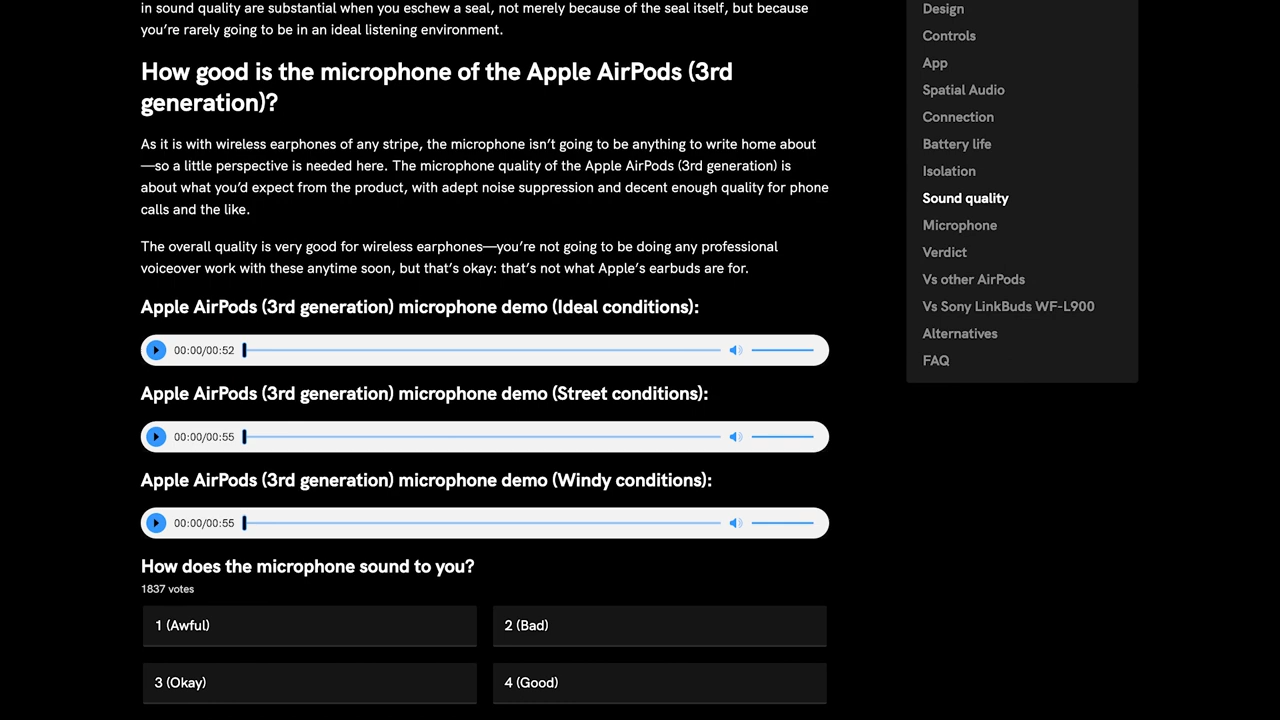 in sound quality are substantial when you eschew a seal, not merely because of the seal itself, but because
you're rarely going to be in an ideal listening environment.
How good is the microphone of the Apple AirPods (3rd
generation)?
As it is with wireless earphones of any stripe, the microphone isn't going to be anything to write home about
—so a little perspective is needed here. The microphone quality of the Apple AirPods (3rd generation) is
about what you'd expect from the product, with adept noise suppression and decent enough quality for phone
calls and the like.
The overall quality is very good for wireless earphones—you're not going to be doing any professional
voiceover work with these anytime soon, but that's okay: that's not what Apple's earbuds are for.
Apple AirPods (3rd generation) microphone demo (Ideal conditions):
00:00/00:52
Apple AirPods (3rd generation) microphone demo (Street conditions):
00:00/00:55
Apple AirPods (3rd generation) microphone demo (Windy conditions):
00:00/00:55
How does the microphone sound to you?
1837 votes
1 (Awful)
2 (Bad)
3 (Okay)
4 (Good)
Design
Controls
App
Spatial Audio
Connection
Battery life
Isolation
Sound quality
Microphone
Verdict
Vs other AirPods
Vs Sony LinkBuds WF-L900
Alternatives
FAQ